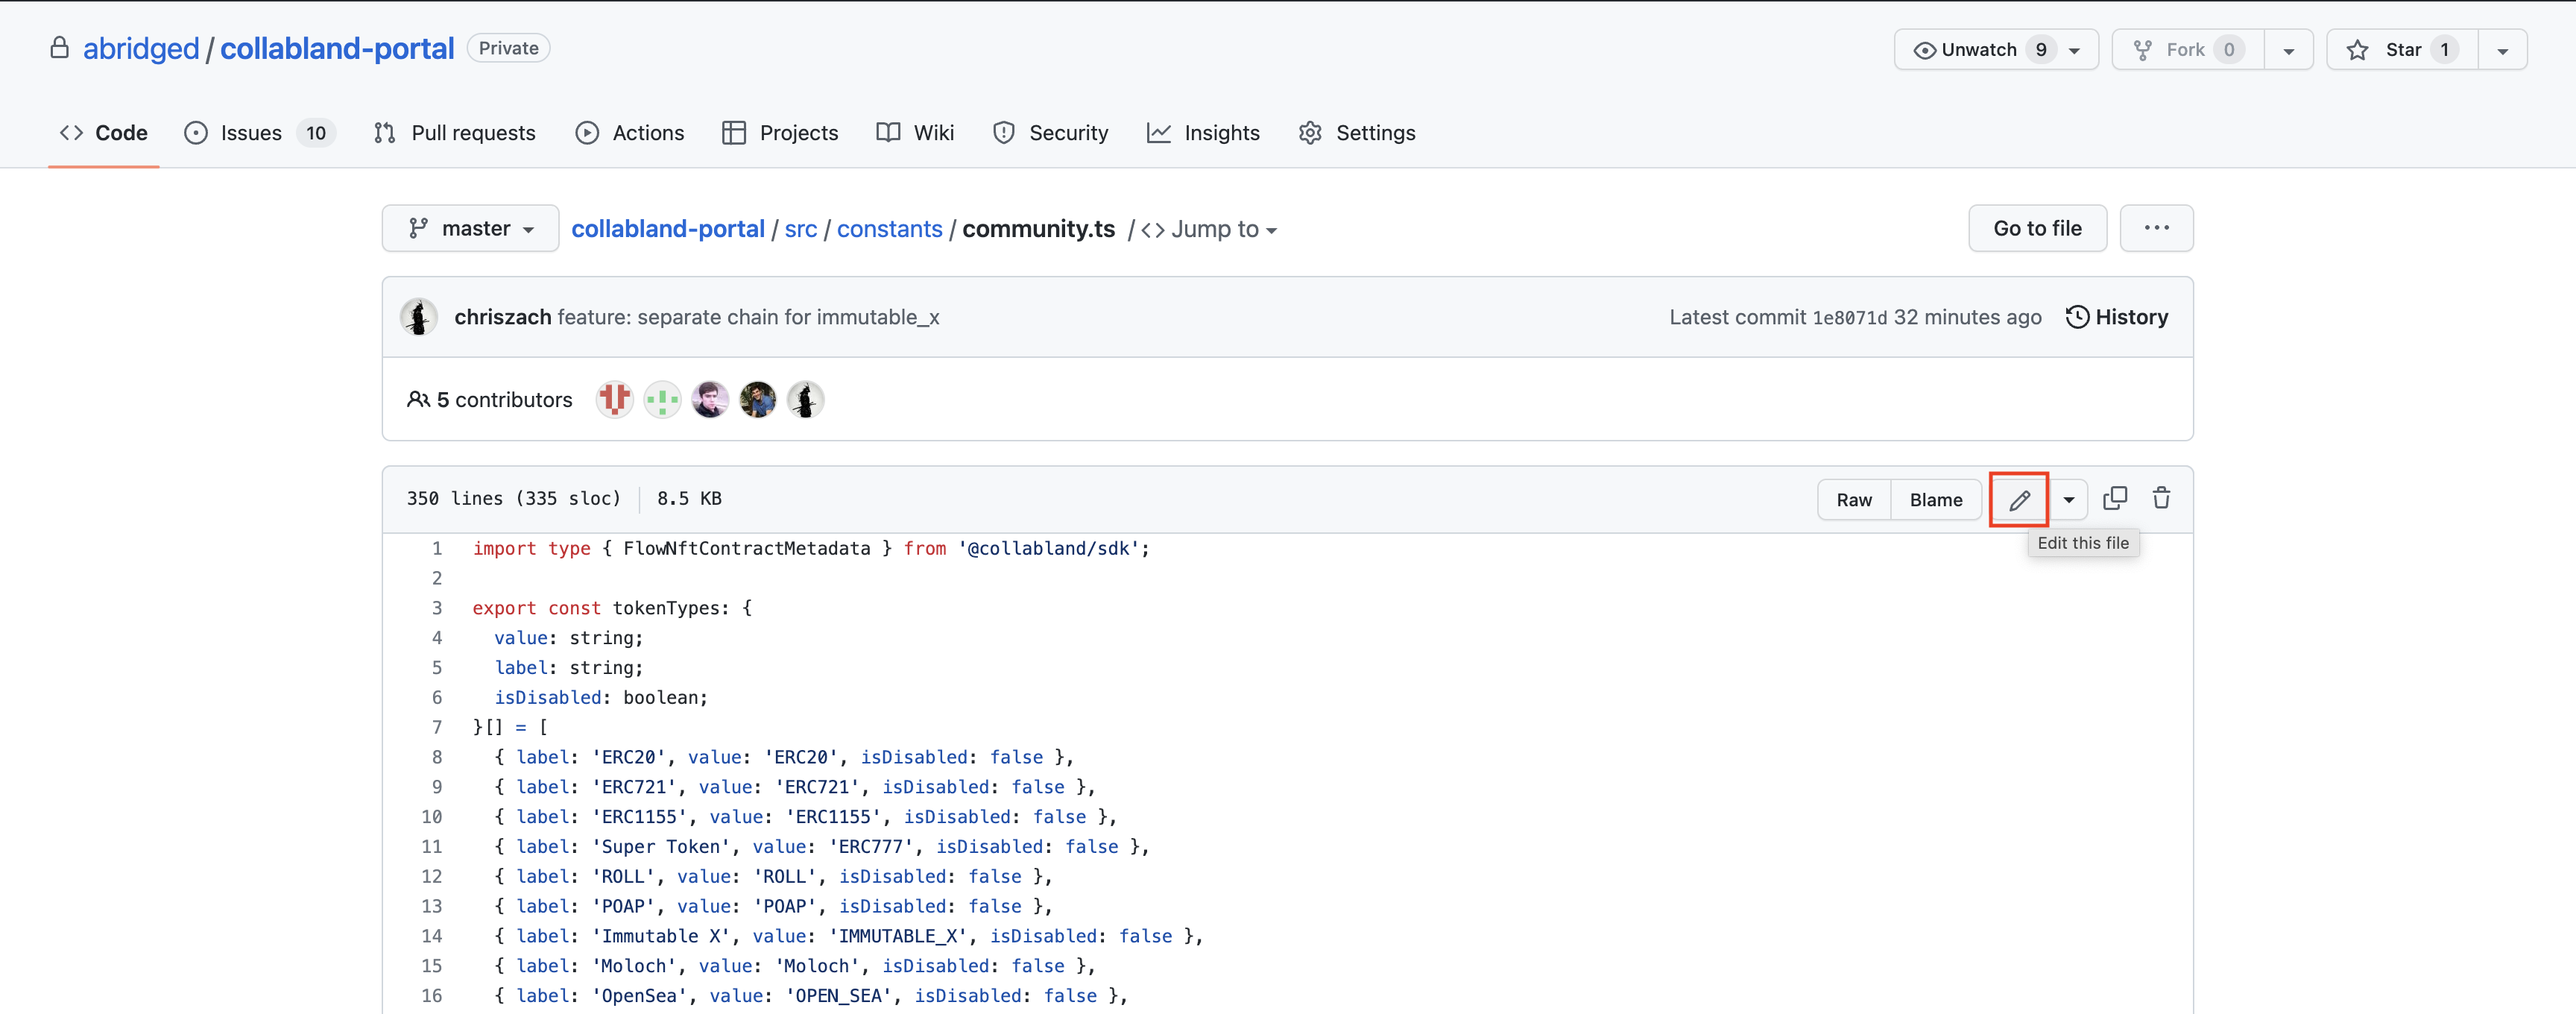 abridged / collabland-portal Private Unwatch 9 Fork 0 Star 1
Code Issues 10 Pull requests Actions Projects Wiki Security Insights Settings
master collabland-portal / src / constants / community.ts / <> Jump to Go to file ...
chriszach feature: separate chain for immutable_x Latest commit 1e8071d 32 minutes ago History
5 contributors
350 lines (335 sloc) 8.5 KB Raw Blame
Edit this file
1 import type { FlowNftContractMetadata } from '@collabland/sdk';
2
3 export const tokenTypes: {
4 value: string;
5 label: string;
6 isDisabled: boolean;
7 }[] = [
8 { label: 'ERC20', value: 'ERC20', isDisabled: false },
9 { label: 'ERC721', value: 'ERC721', isDisabled: false },
10 { label: 'ERC1155', value: 'ERC1155', isDisabled: false },
11 { label: 'Super Token', value: 'ERC777', isDisabled: false },
12 { label: 'ROLL', value: 'ROLL', isDisabled: false },
13 { label: 'POAP', value: 'POAP', isDisabled: false },
14 { label: 'Immutable X', value: 'IMMUTABLE_X', isDisabled: false },
15 { label: 'Moloch', value: 'Moloch', isDisabled: false },
16 { label: 'OpenSea', value: 'OPEN_SEA', isDisabled: false },